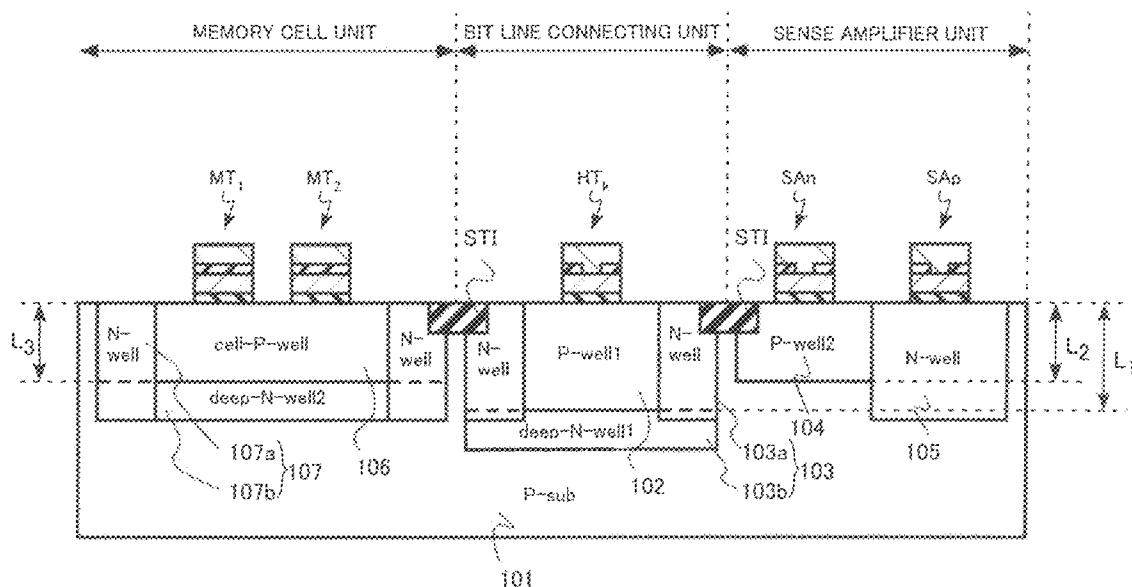 MEMORY CELL UNIT BIT LINE CONNECTING UNIT SENSE AMPLIFIER UNIT
MT1 MT2 HTk SAn SAp
STI STI
L3 N-well cell-P-well N-well N-well P-well1 N-well P-well2 N-well L2 L1
deep-N-well2
deep-N-well1
104
107a 107 106 102 103a 103 105
107b P-sub 103b
101